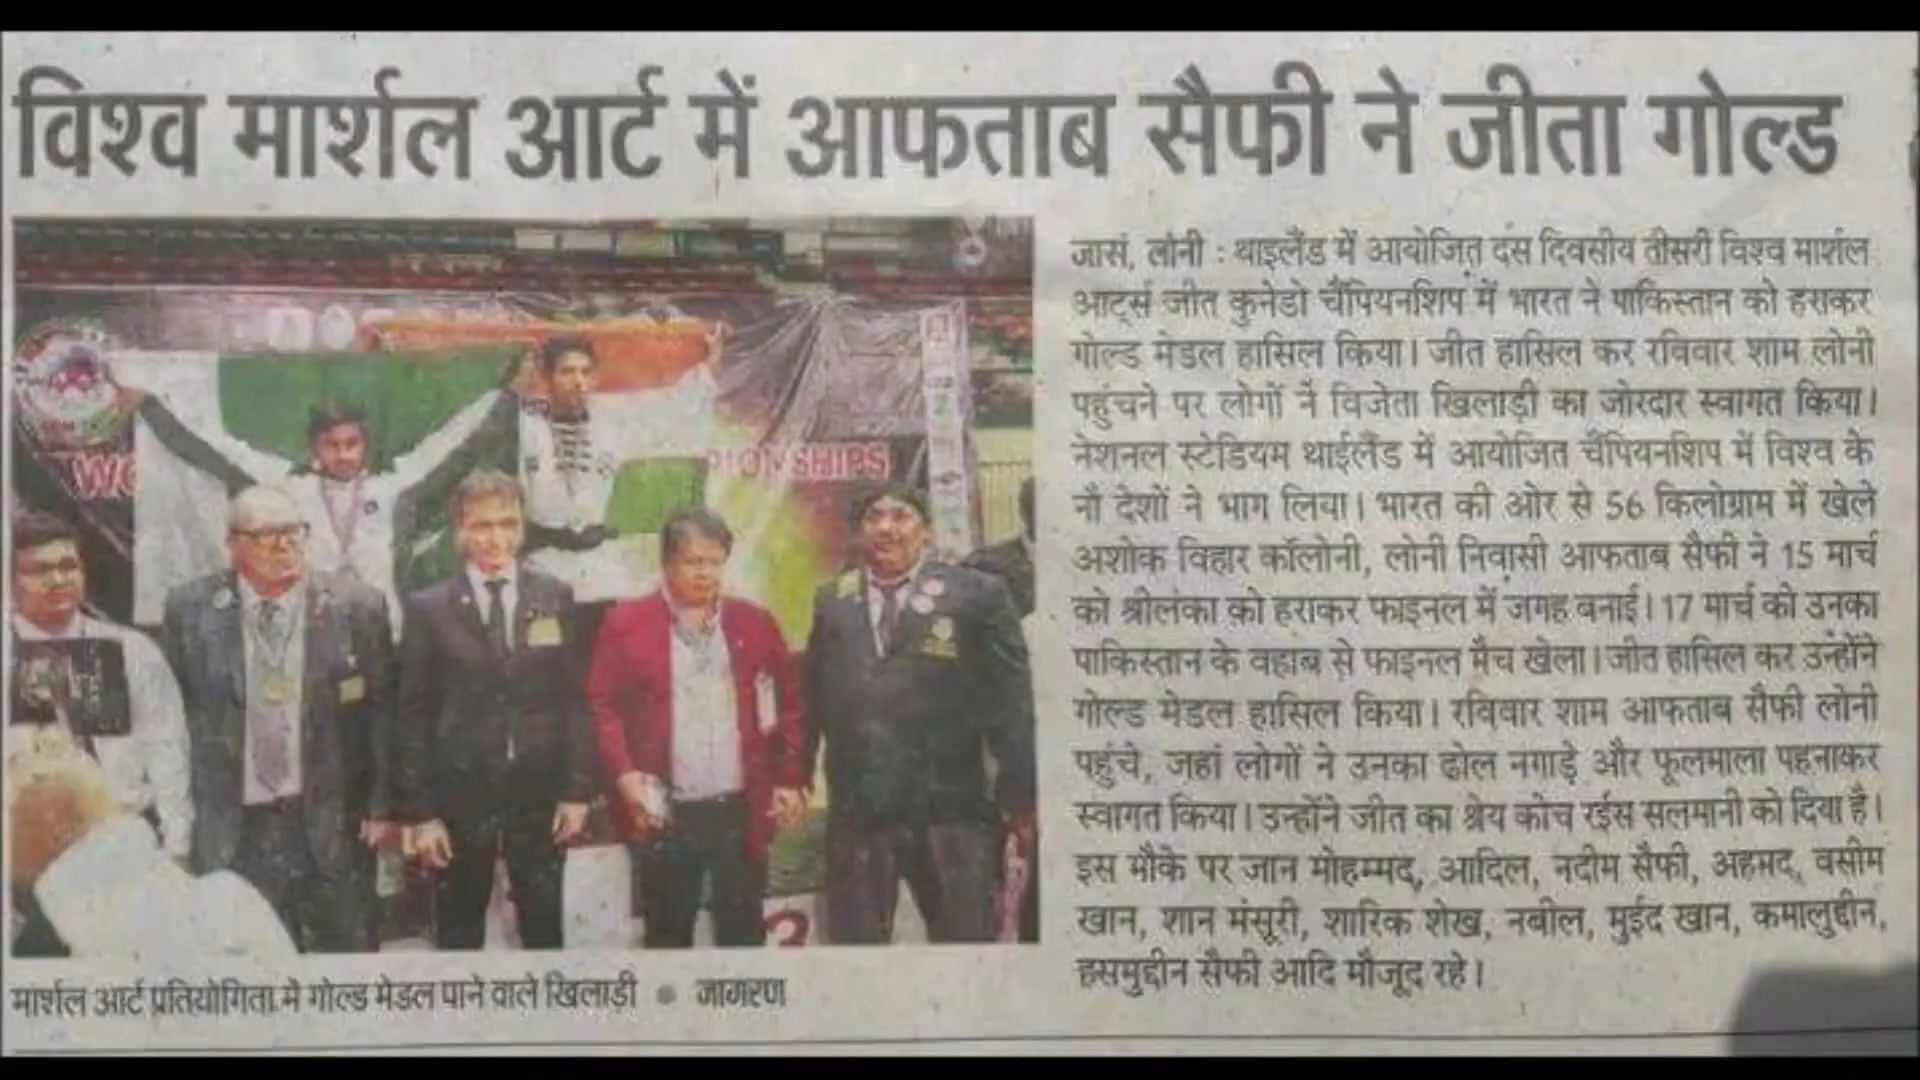 विश्व मार्शल आर्ट में आफताब सैफी ने जीता गोल्ड
WO
PIONSHIPS
3
मार्शल आर्ट प्रतियोगिता में गोल्ड मेडल पाने वाले खिलाड़ी ● जागरण
जासं, लोनी : थाइलैंड में आयोजित दस दिवसीय तीसरी विश्व मार्शल
आर्ट्स जीत कुनेडो चैंपियनशिप में भारत ने पाकिस्तान को हराकर
गोल्ड मेडल हासिल किया। जीत हासिल कर रविवार शाम लोनी
पहुंचने पर लोगों ने विजेता खिलाड़ी का जोरदार स्वागत किया।
नेशनल स्टेडियम थाईलैंड में आयोजित चैंपियनशिप में विश्व के
नौ देशों ने भाग लिया। भारत की ओर से 56 किलोग्राम में खेले
अशोक विहार कॉलोनी, लोनी निवासी आफताब सैफी ने 15 मार्च
को श्रीलंका को हराकर फाइनल में जगह बनाई। 17 मार्च को उनका
पाकिस्तान के वहाब से फाइनल मैच खेला। जीत हासिल कर उन्होंने
गोल्ड मेडल हासिल किया। रविवार शाम आफताब सैफी लोनी
पहुंचे, जहां लोगों ने उनका ढोल नगाड़े और फूलमाला पहनाकर
स्वागत किया। उन्होंने जीत का श्रेय कोच रईस सलमानी को दिया है।
इस मौके पर जान मोहम्मद, आदिल, नदीम सैफी, अहमद, वसीम
खान, शान मंसूरी, शारिक शेख, नबील, मुईद खान, कमालुद्दीन,
हसमुद्दीन सैफी आदि मौजूद रहे।